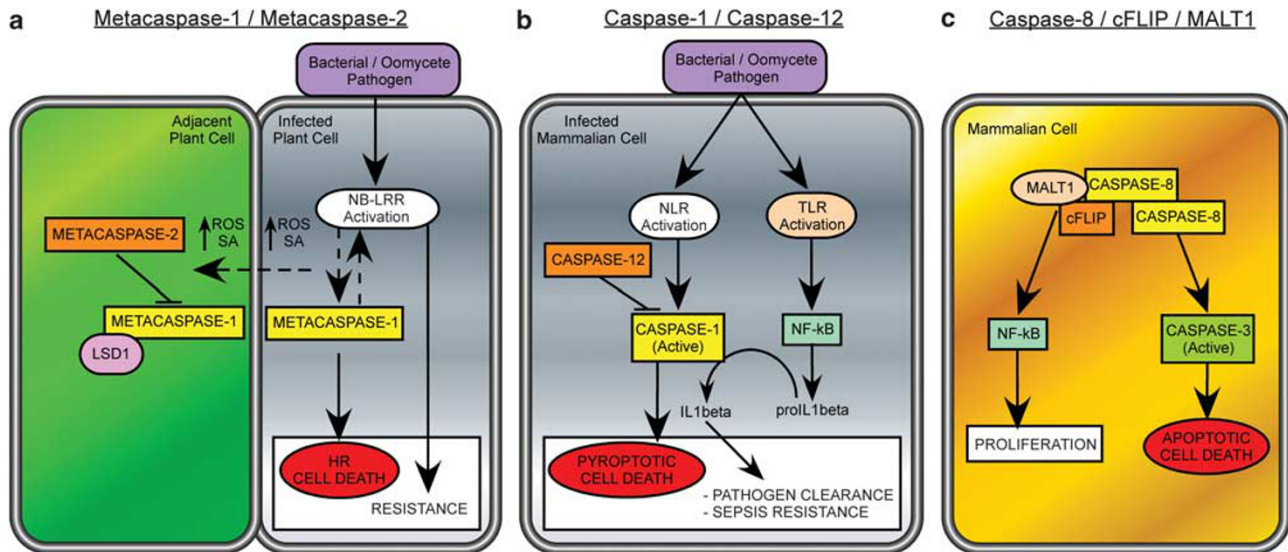 a
Metacaspase-1 / Metacaspase-2
Bacterial / Oomycete
Pathogen
Adjacent
Plant Cell
Infected
Plant Cell
NB-LRR
Activation
METACASPASE-2
ROS
SA
ROS
SA
METACASPASE-1
LSD1
METACASPASE-1
HR
CELL DEATH
RESISTANCE
b
Caspase-1 / Caspase-12
Bacterial / Oomycete
Pathogen
Infected
Mammalian Cell
NLR
Activation
TLR
Activation
CASPASE-12
CASPASE-1
(Active)
NF-kB
IL1beta
proIL1beta
PYROPTOTIC
CELL DEATH
- PATHOGEN CLEARANCE
- SEPSIS RESISTANCE
c
Caspase-8 / cFLIP / MALT1
Mammalian Cell
MALT1
CASPASE-8
cFLIP
CASPASE-8
NF-kB
CASPASE-3
(Active)
PROLIFERATION
APOPTOTIC
CELL DEATH